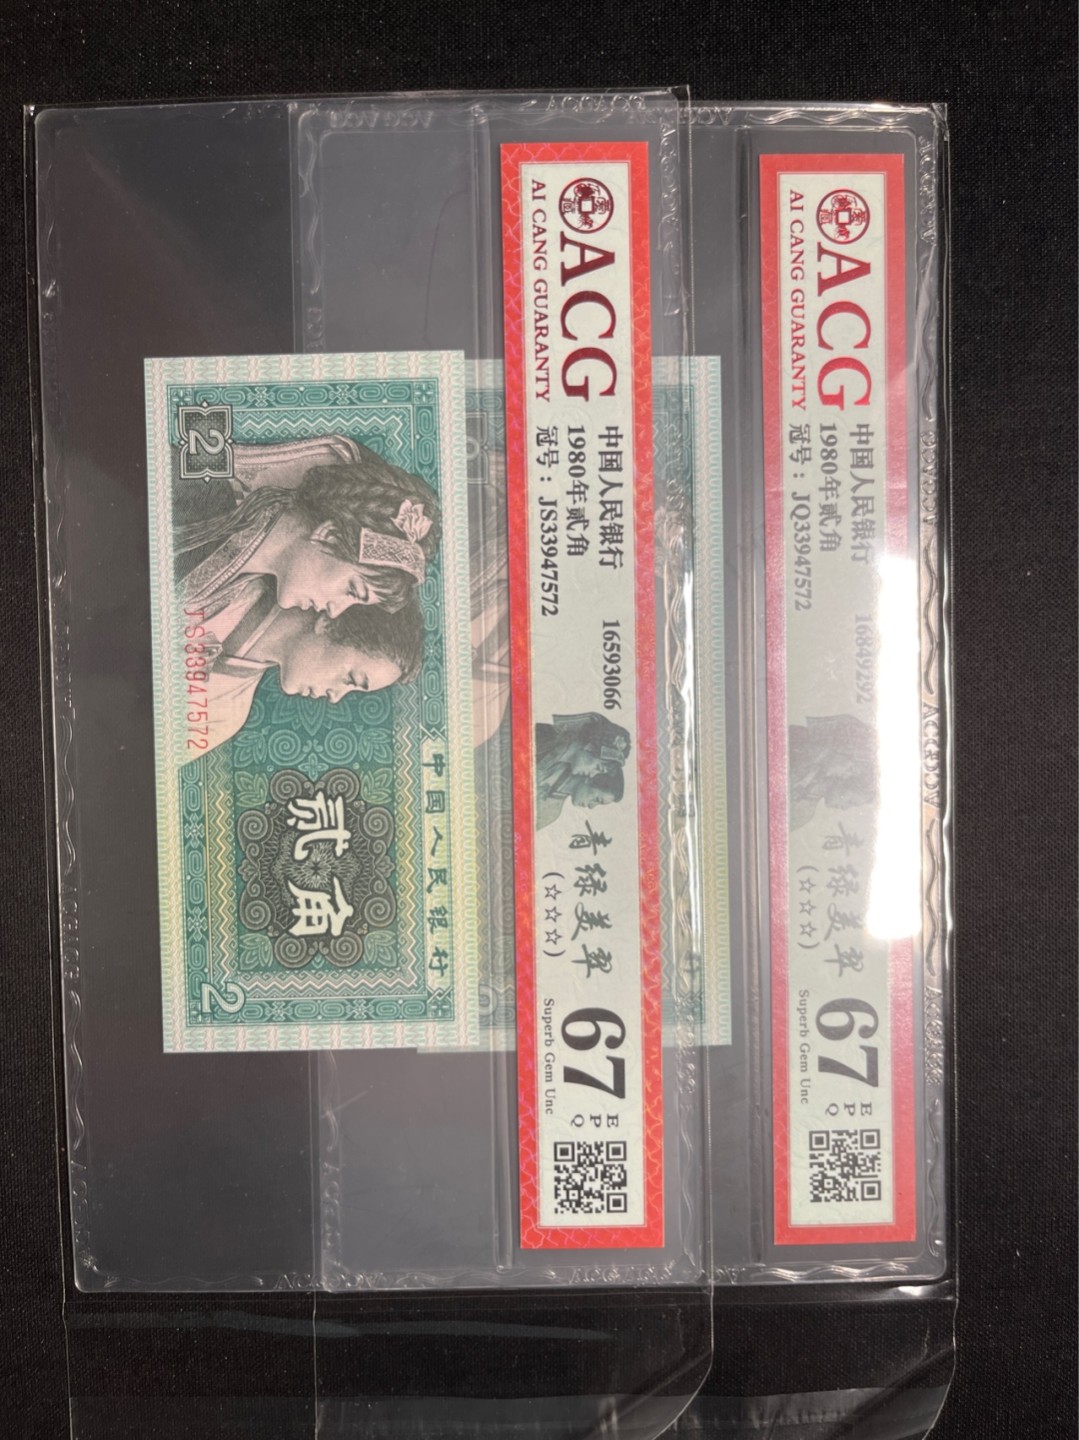 ACG
AI CANG GUARANTY
中国人民银行 16593066
1980年贰角
冠号：JS33947572
青绿美翠
(☆☆☆)
67 EPQ
Superb Gem Unc
ACG
AI CANG GUARANTY
中国人民银行 16849292
1980年贰角
冠号：JQ33947572
青绿美翠
(☆☆☆)
67 EPQ
Superb Gem Unc
中国人民银行
贰角
2
2
JS33947572